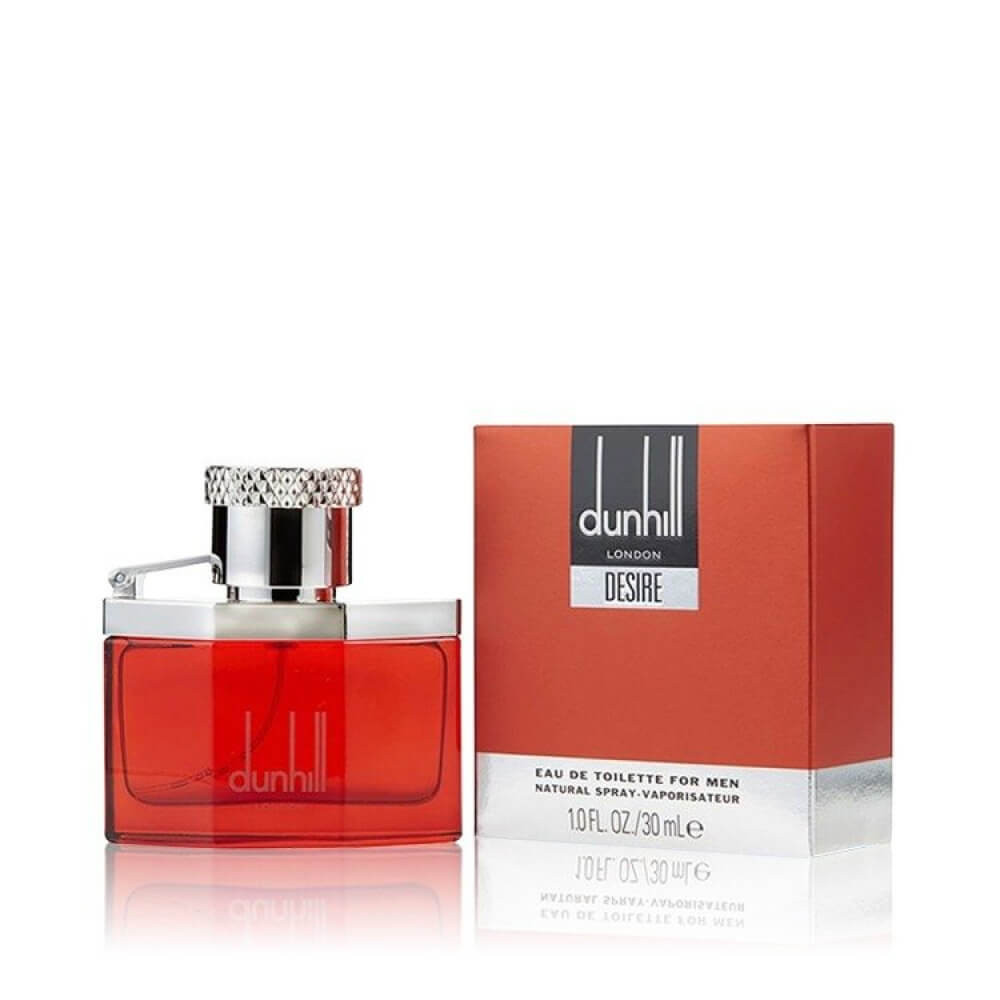 dunhill
LONDON
DESIRE
EAU DE TOILETTE FOR MEN
NATURAL SPRAY-VAPORISATEUR
1.0 FL. OZ./30 mL℮
dunhill